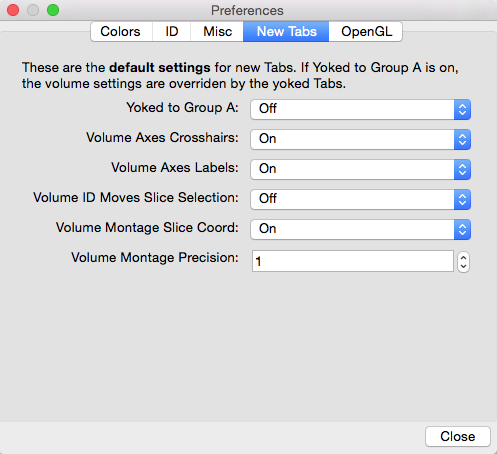 Preferences
Colors ID Misc New Tabs OpenGL
These are the default settings for new Tabs. If Yoked to Group A is on,
the volume settings are overriden by the yoked Tabs.
Yoked to Group A: Off
Volume Axes Crosshairs: On
Volume Axes Labels: On
Volume ID Moves Slice Selection: Off
Volume Montage Slice Coord: On
Volume Montage Precision: 1
Close